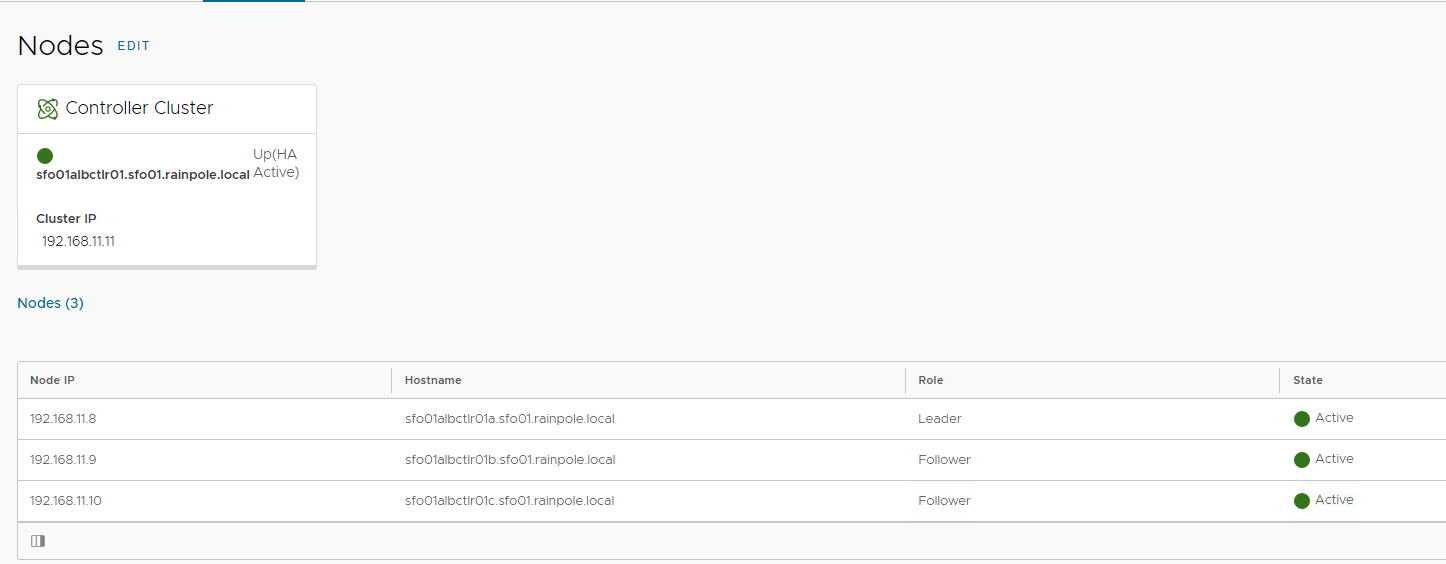 Nodes EDIT
Controller Cluster
Up(HA
sfo01albctlr01.sfo01.rainpole.local Active)
Cluster IP
192.168.11.11
Nodes (3)
Node IP Hostname Role State
192.168.11.8 sfo01albctlr01a.sfo01.rainpole.local Leader Active
192.168.11.9 sfo01albctlr01b.sfo01.rainpole.local Follower Active
192.168.11.10 sfo01albctlr01c.sfo01.rainpole.local Follower Active